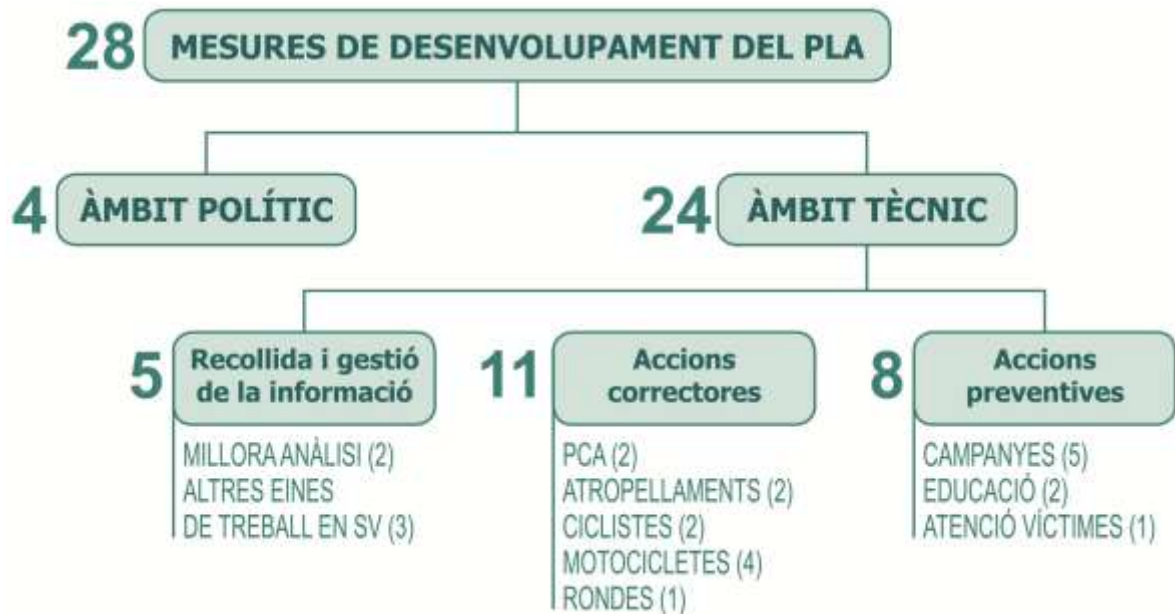 28 MESURES DE DESENVOLUPAMENT DEL PLA
4 ÀMBIT POLÍTIC
24 ÀMBIT TÈCNIC
5 Recollida i gestió
de la informació
MILLORA ANÀLISI (2)
ALTRES EINES
DE TREBALL EN SV (3)
11 Accions
correctores
PCA (2)
ATROPELLAMENTS (2)
CICLISTES (2)
MOTOCICLETES (4)
RONDES (1)
8 Accions
preventives
CAMPANYES (5)
EDUCACIÓ (2)
ATENCIÓ VÍCTIMES (1)